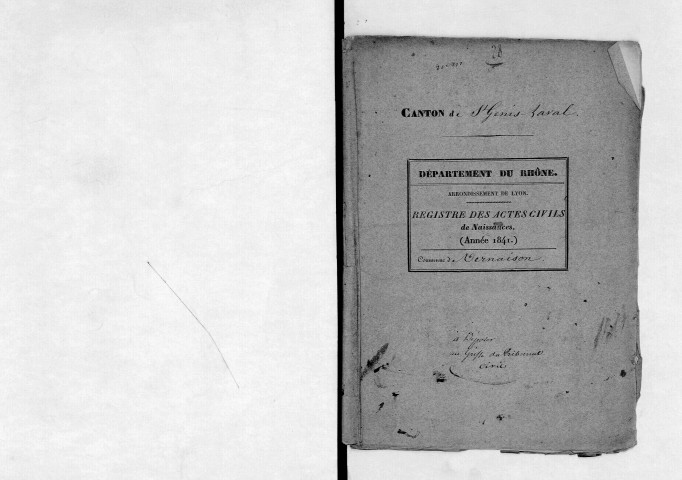 28
CANTON de St Genis Laval.
DÉPARTEMENT DU RHÔNE.
ARRONDISSEMENT DE LYON.
REGISTRE DES ACTES CIVILS
de Naissances.
(Année 1841.)
Commune de Vernaison.
au Greffe du Tribunal
Civil